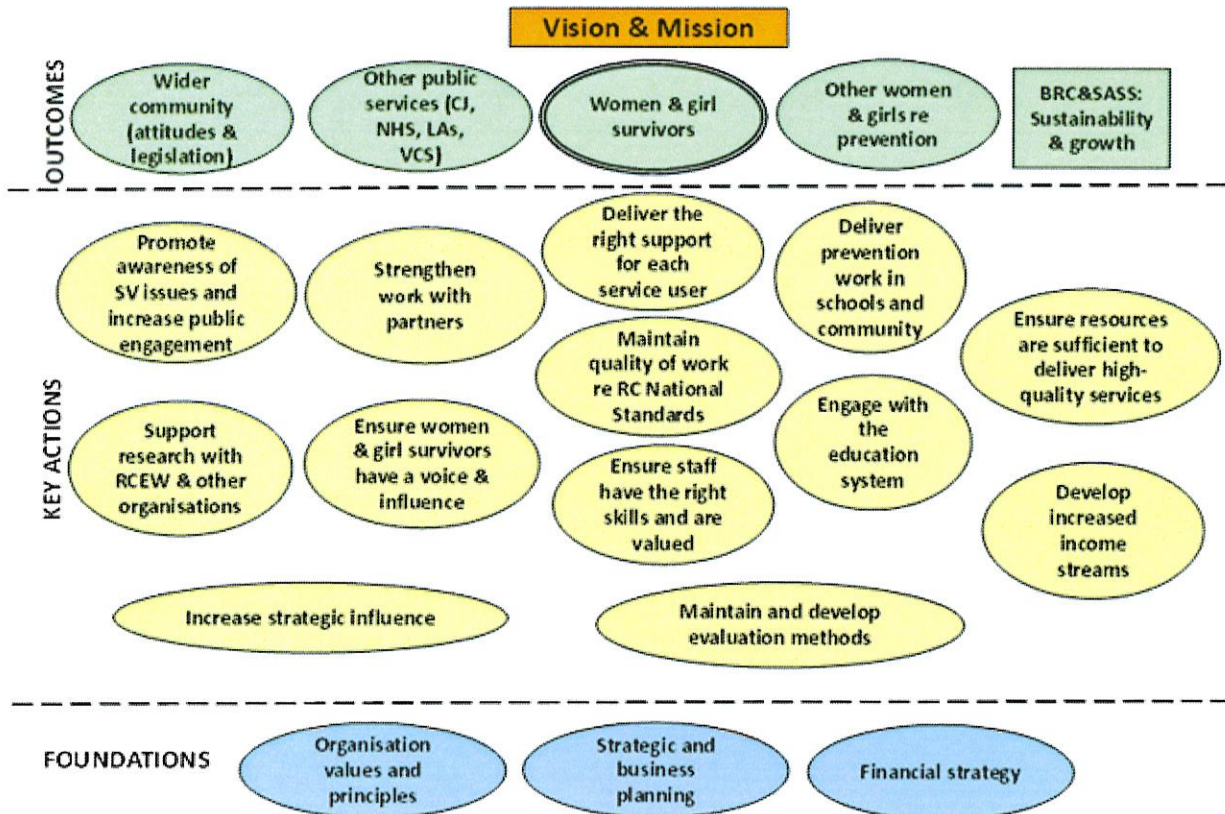 Vision & Mission
OUTCOMES
Wider
community
(attitudes &
legislation)
Other public
services (CJ,
NHS, LAs,
VCS)
Women & girl
survivors
Other women
& girls re
prevention
BRC&SASS:
Sustainability
& growth
KEY ACTIONS
Promote
awareness of
SV issues and
increase public
engagement
Strengthen
work with
partners
Deliver the
right support
for each
service user
Deliver
prevention
work in
schools and
community
Ensure resources
are sufficient to
deliver high-
quality services
Maintain
quality of work
re RC National
Standards
Support
research with
RCEW & other
organisations
Ensure women
& girl survivors
have a voice &
influence
Ensure staff
have the right
skills and are
valued
Engage with
the
education
system
Develop
increased
income
streams
Increase strategic influence
Maintain and develop
evaluation methods
FOUNDATIONS
Organisation
values and
principles
Strategic and
business
planning
Financial strategy